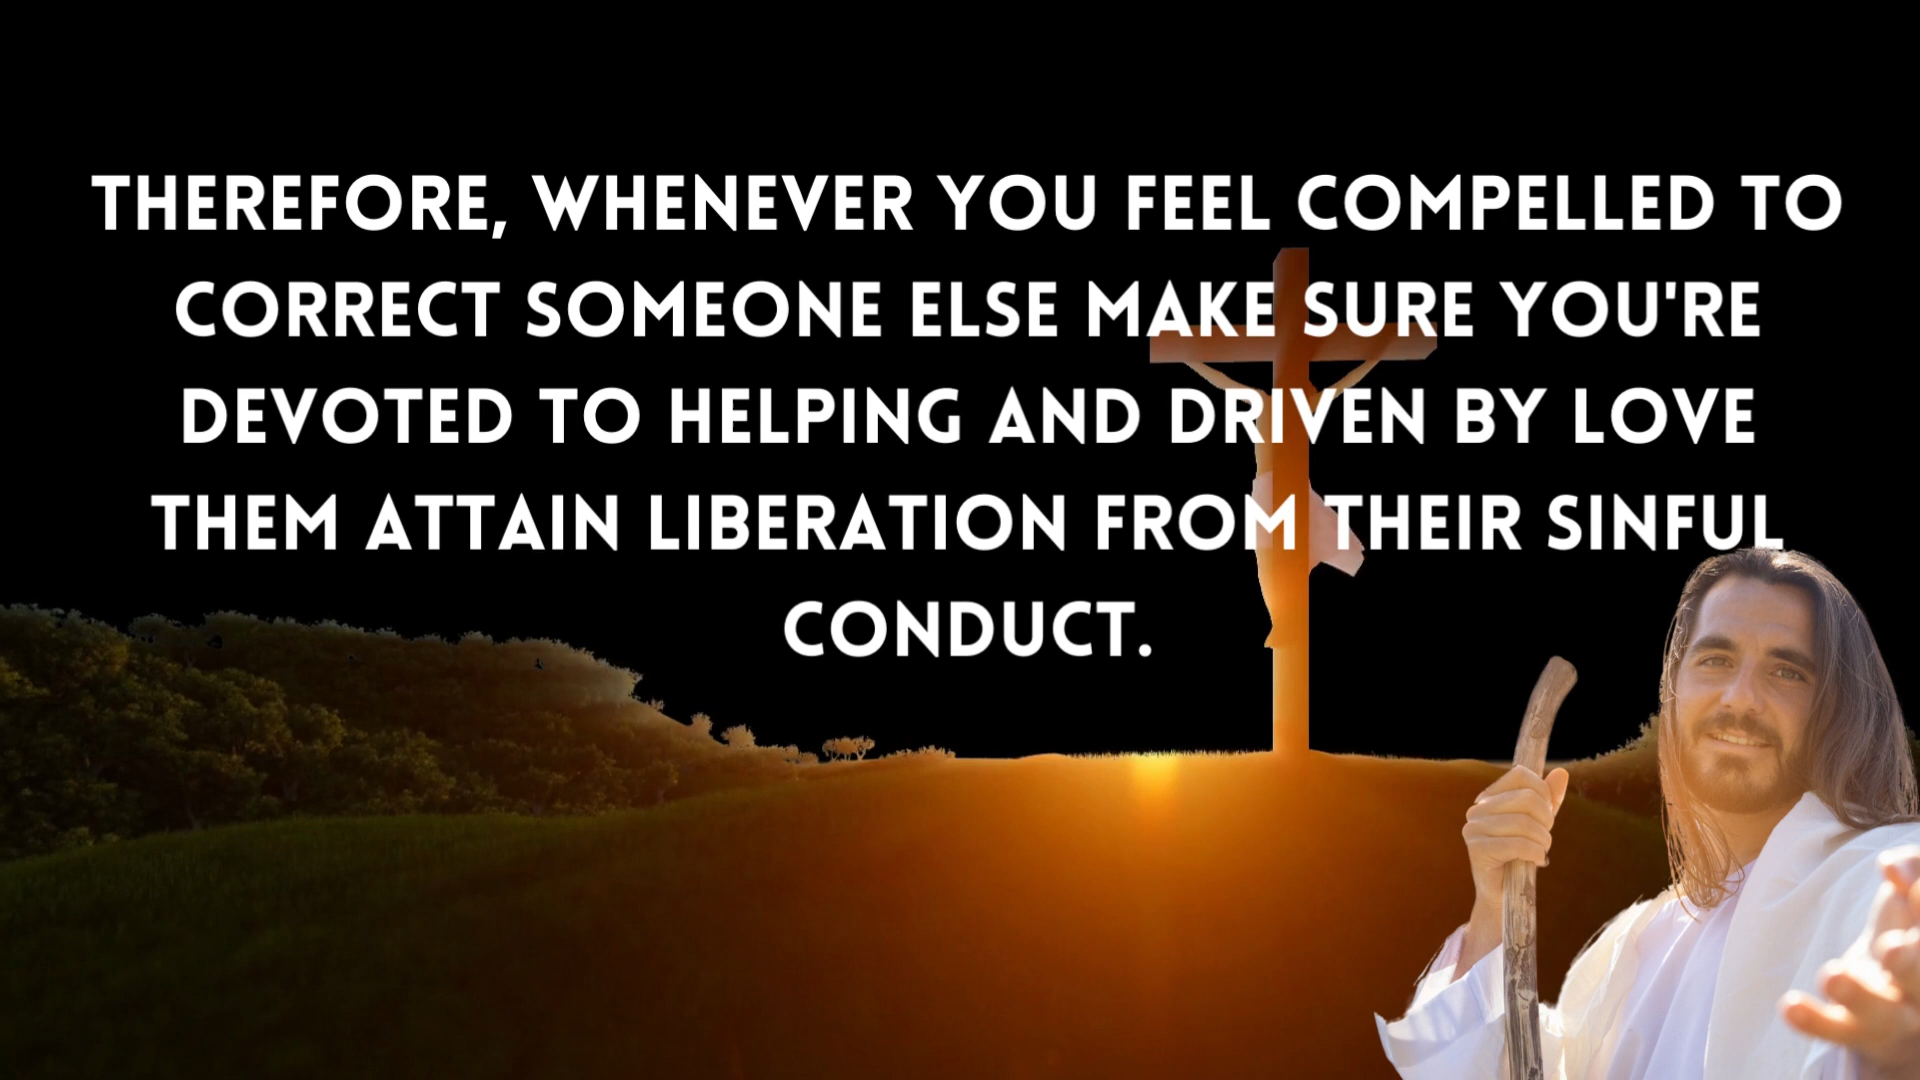 THEREFORE, WHENEVER YOU FEEL COMPELLED TO
CORRECT SOMEONE ELSE MAKE SURE YOU'RE
DEVOTED TO HELPING AND DRIVEN BY LOVE
THEM ATTAIN LIBERATION FROM THEIR SINFUL
CONDUCT.